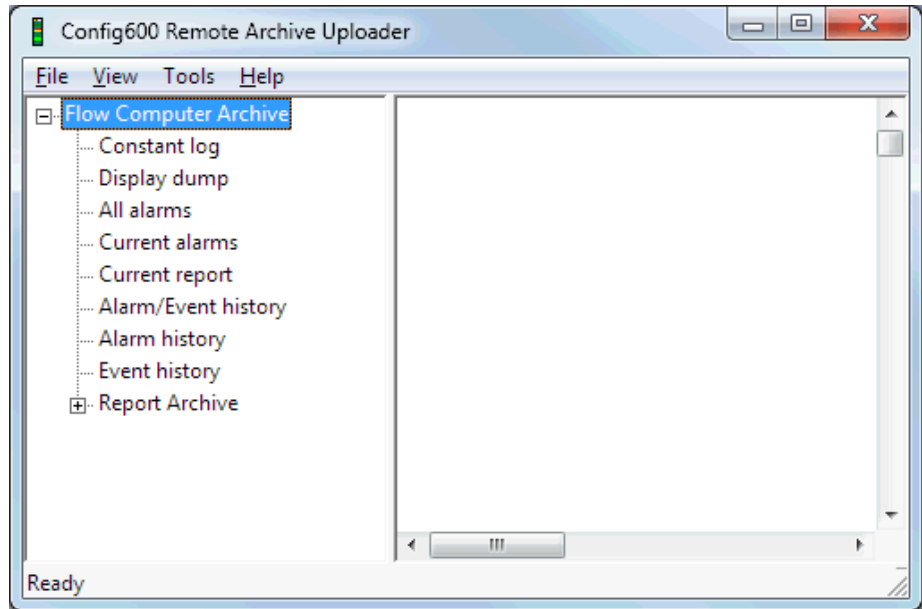 Config600 Remote Archive Uploader
File View Tools Help
Flow Computer Archive
Constant log
Display dump
All alarms
Current alarms
Current report
Alarm/Event history
Alarm history
Event history
Report Archive
Ready